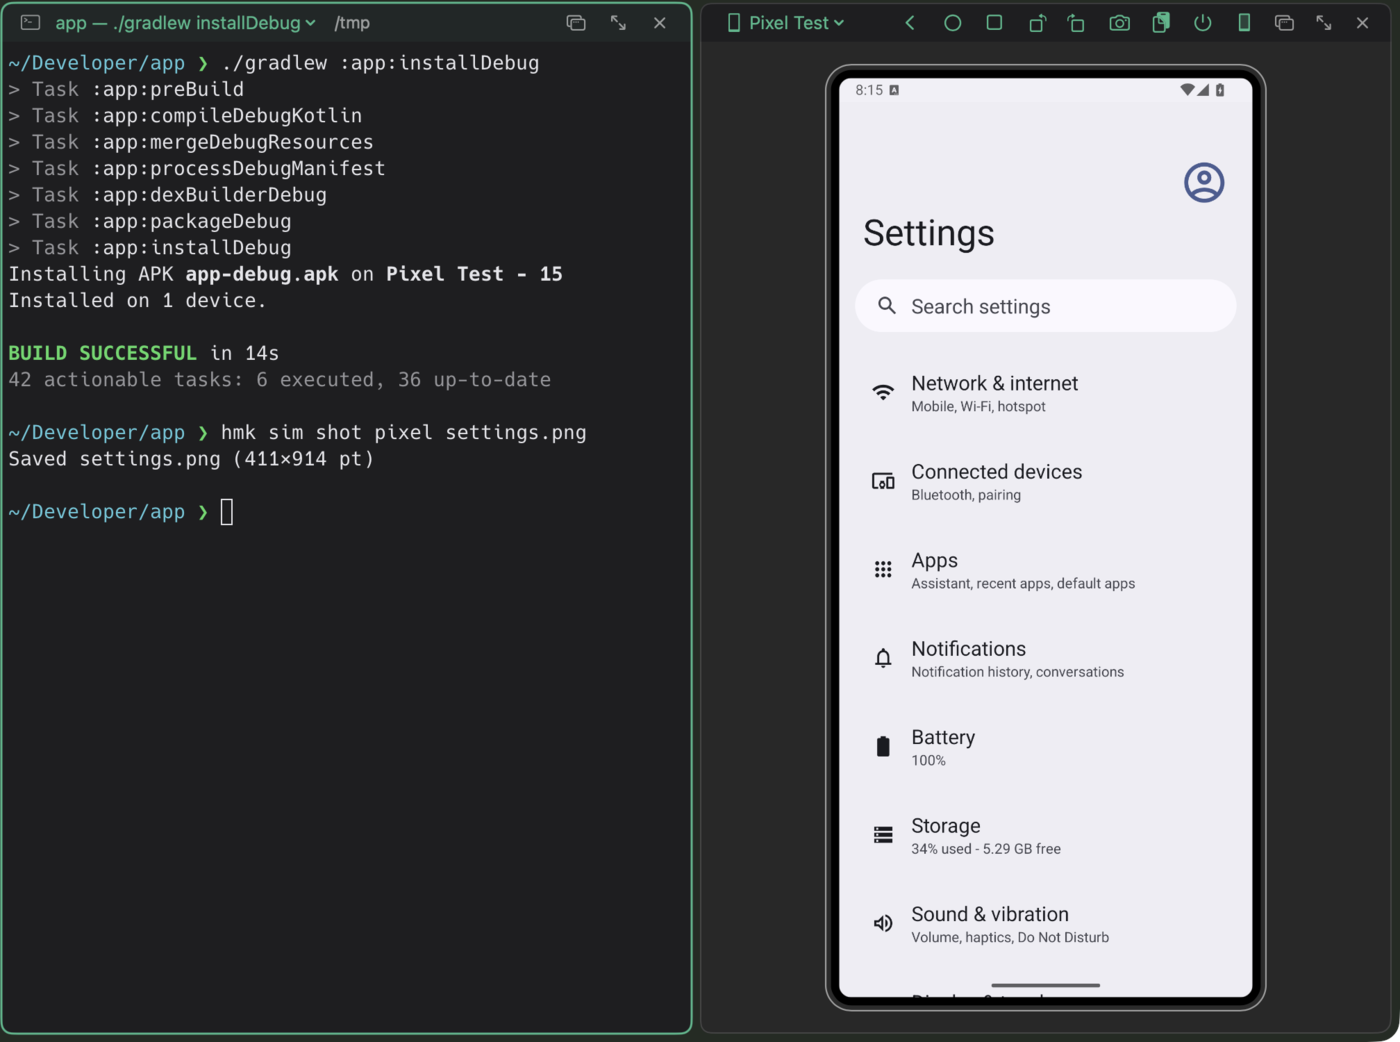 app — ./gradlew installDebug /tmp
~/Developer/app ❯ ./gradlew :app:installDebug
> Task :app:preBuild
> Task :app:compileDebugKotlin
> Task :app:mergeDebugResources
> Task :app:processDebugManifest
> Task :app:dexBuilderDebug
> Task :app:packageDebug
> Task :app:installDebug
Installing APK app-debug.apk on Pixel Test - 15
Installed on 1 device.
BUILD SUCCESSFUL in 14s
42 actionable tasks: 6 executed, 36 up-to-date
~/Developer/app ❯ hmk sim shot pixel settings.png
Saved settings.png (411×914 pt)
~/Developer/app ❯
Pixel Test
8:15
Settings
Search settings
Network & internet
Mobile, Wi-Fi, hotspot
Connected devices
Bluetooth, pairing
Apps
Assistant, recent apps, default apps
Notifications
Notification history, conversations
Battery
100%
Storage
34% used - 5.29 GB free
Sound & vibration
Volume, haptics, Do Not Disturb